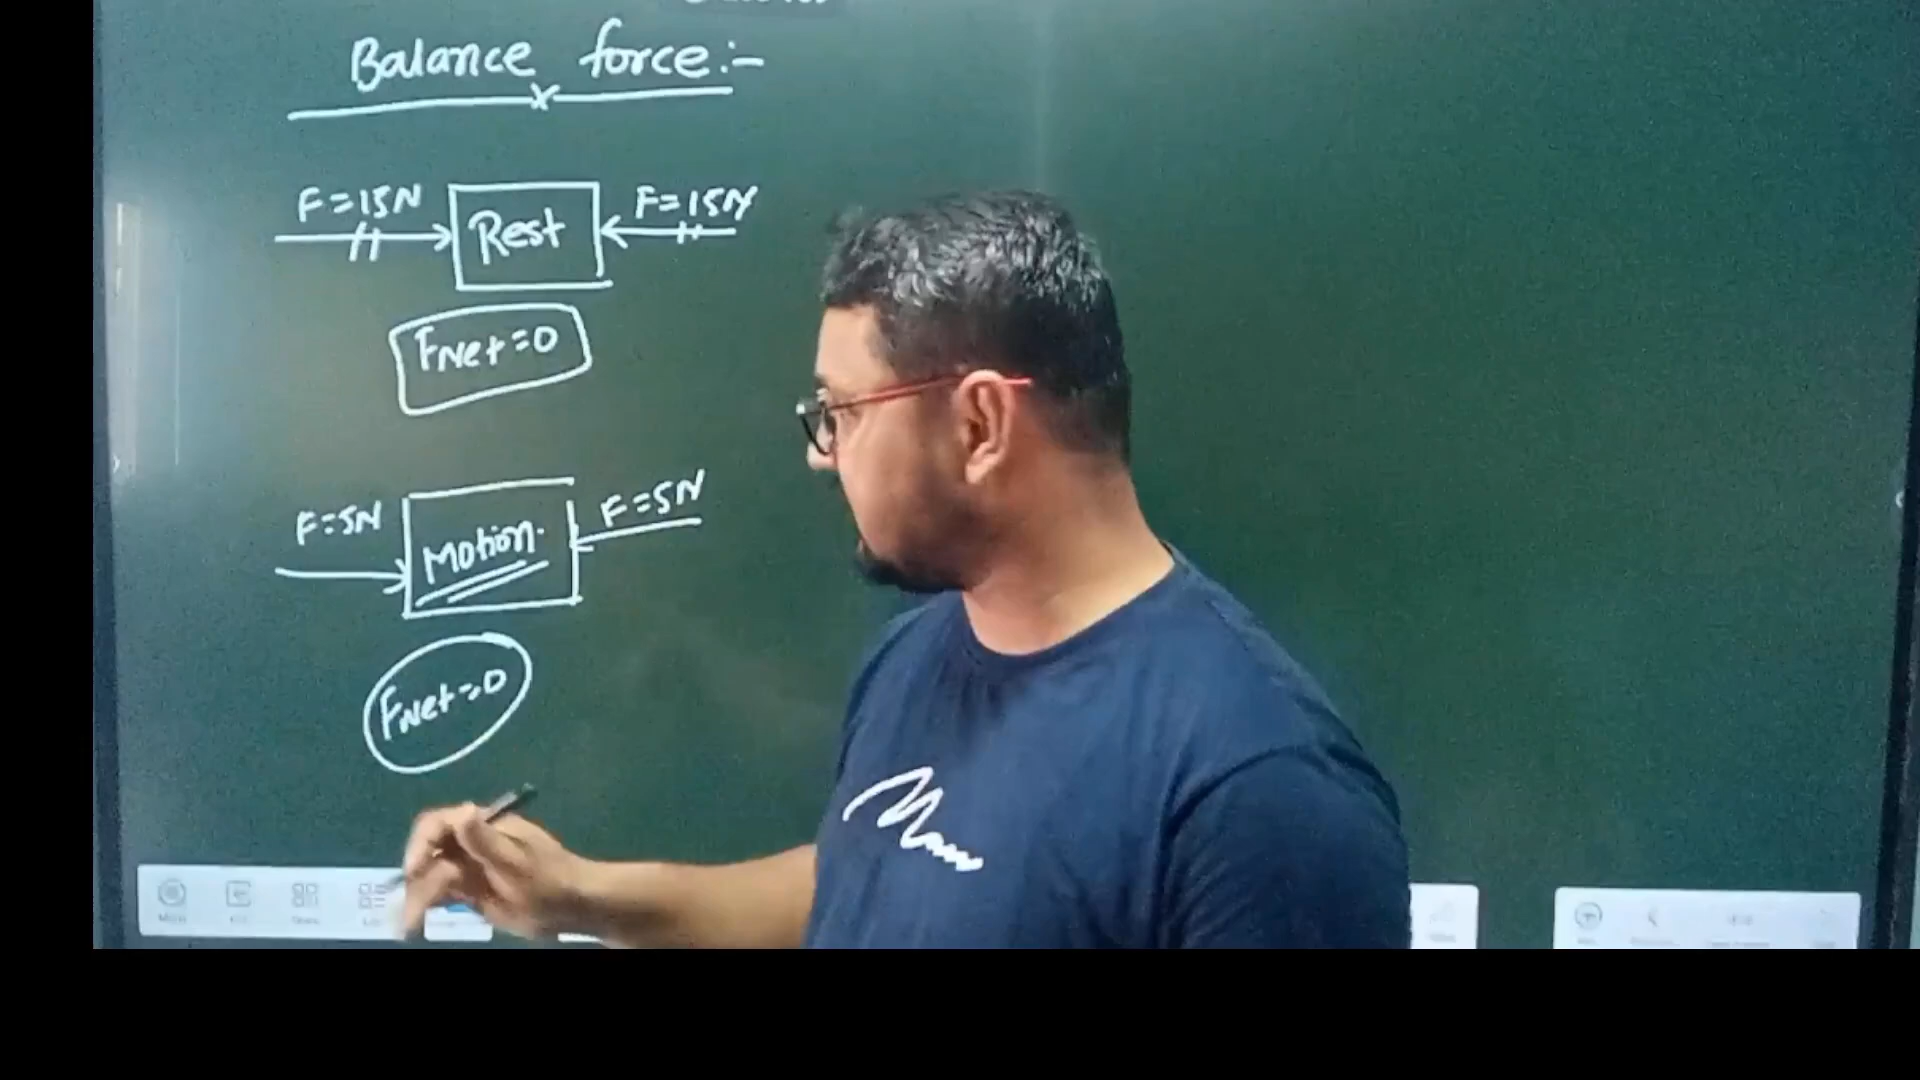 Balance force:-
F=15N Rest F=15N
FNet=0
F=5N Motion. F=5N
FNet=0